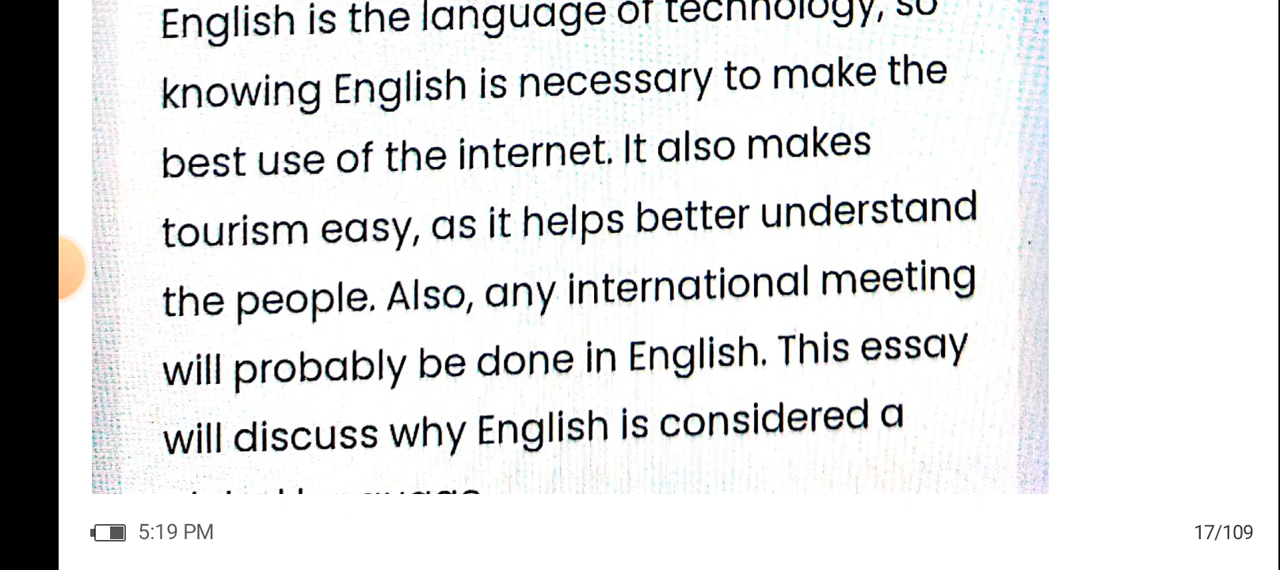 English is the language of technology, so
knowing English is necessary to make the
best use of the internet. It also makes
tourism easy, as it helps better understand
the people. Also, any international meeting
will probably be done in English. This essay
will discuss why English is considered a
5:19 PM
17/109